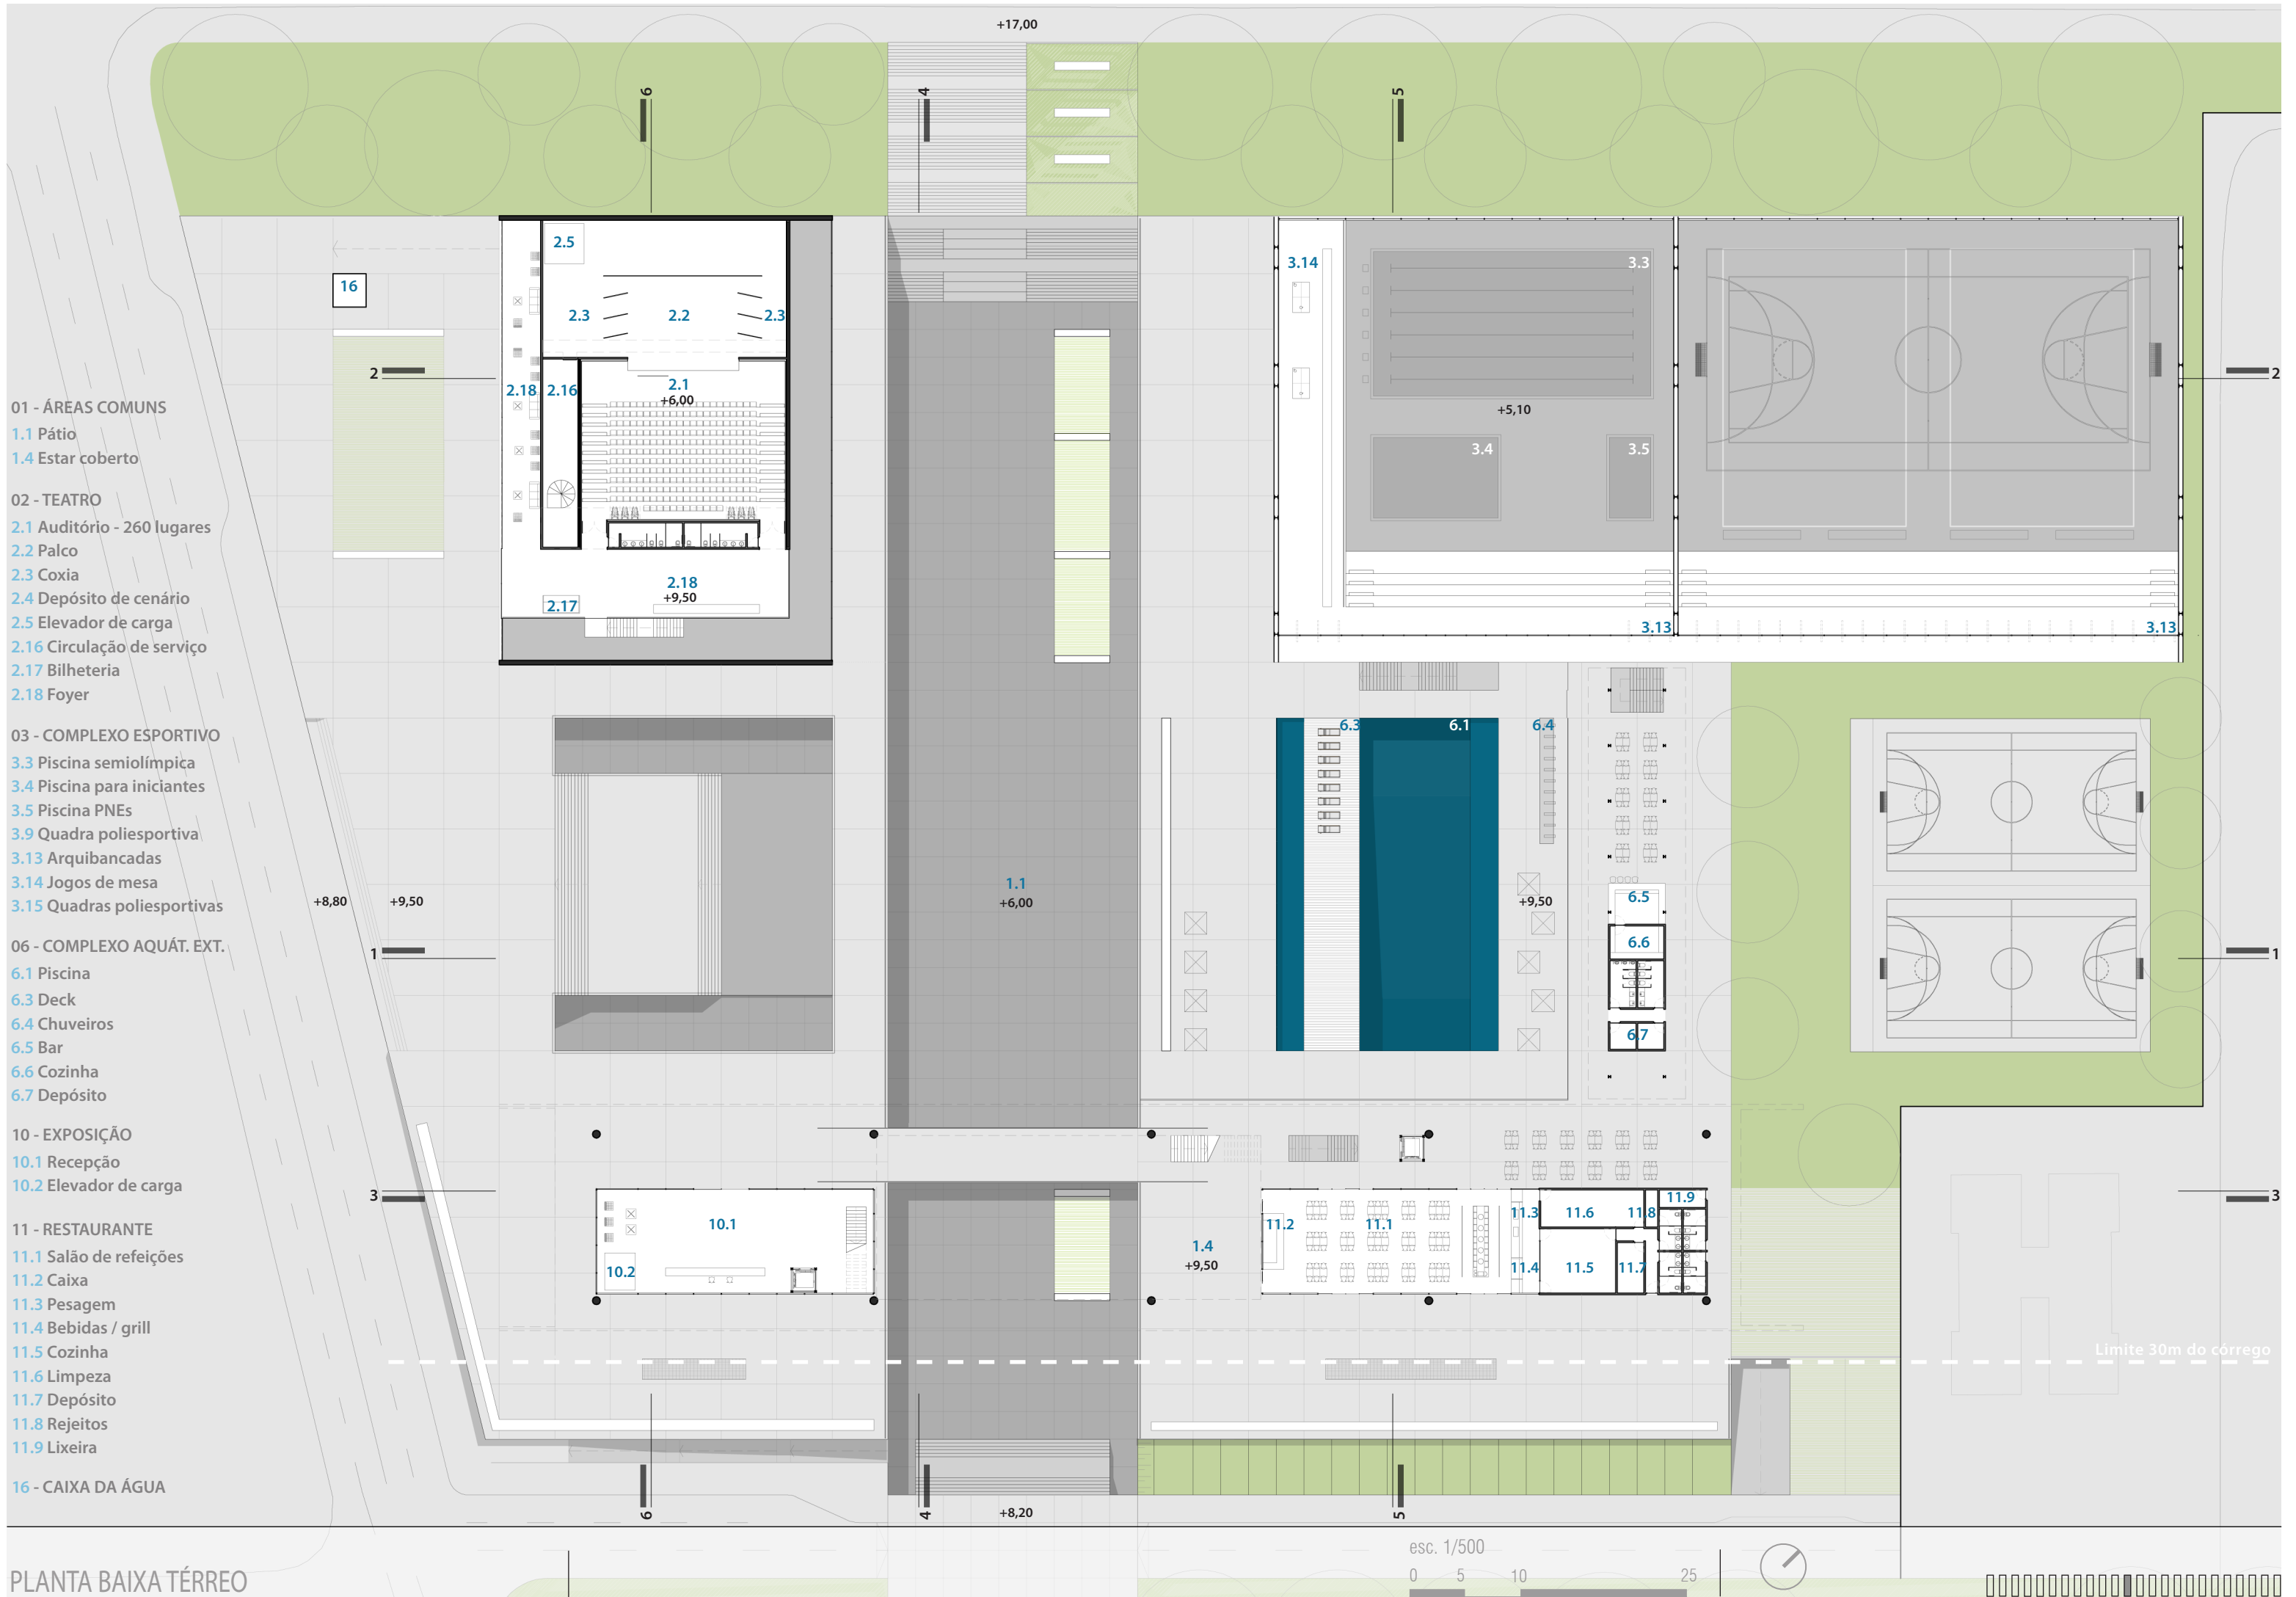 +17,00
6
4
5
2.5
16
2.3
2.2
2.3
3.14
3.3
2
2.18
2.16
2.1
+6,00
+5,10
2
3.4
3.5
2.18
+9,50
2.17
3.13
3.13
01 - ÁREAS COMUNS
1.1 Pátio
1.4 Estar coberto
02 - TEATRO
2.1 Auditório - 260 lugares
2.2 Palco
2.3 Coxia
2.4 Depósito de cenário
2.5 Elevador de carga
2.16 Circulação de serviço
2.17 Bilheteria
2.18 Foyer
03 - COMPLEXO ESPORTIVO
3.3 Piscina semiolímpica
3.4 Piscina para iniciantes
3.5 Piscina PNEs
3.9 Quadra poliesportiva
3.13 Arquibancadas
3.14 Jogos de mesa
3.15 Quadras poliesportivas
06 - COMPLEXO AQUÁT. EXT.
6.1 Piscina
6.3 Deck
6.4 Chuveiros
6.5 Bar
6.6 Cozinha
6.7 Depósito
10 - EXPOSIÇÃO
10.1 Recepção
10.2 Elevador de carga
11 - RESTAURANTE
11.1 Salão de refeições
11.2 Caixa
11.3 Pesagem
11.4 Bebidas / grill
11.5 Cozinha
11.6 Limpeza
11.7 Depósito
11.8 Rejeitos
11.9 Lixeira
16 - CAIXA DA ÁGUA
6.3
6.1
6.4
+8,80
+9,50
1.1
+6,00
+9,50
6.5
6.6
6.7
1
1
3
3
10.1
10.2
1.4
+9,50
11.2
11.1
11.3
11.6
11.8
11.9
11.4
11.5
11.7
Limite 30m do córrego
6
4
5
+8,20
PLANTA BAIXA TÉRREO
esc. 1/500
0 5 10 25